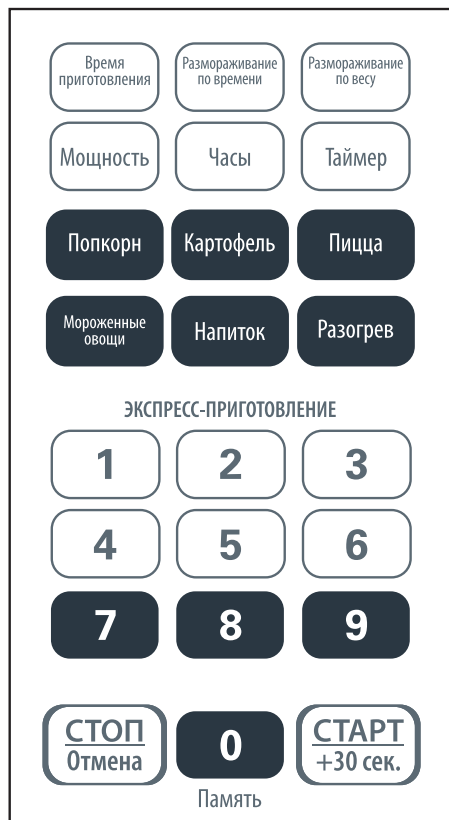 Время
приготовления
Размораживание
по времени
Размораживание
по весу
Мощность
Часы
Таймер
Попкорн
Картофель
Пицца
Мороженные
овощи
Напиток
Разогрев
ЭКСПРЕСС-ПРИГОТОВЛЕНИЕ
1
2
3
4
5
6
7
8
9
СТОП
Отмена
0
СТАРТ
+30 сек.
Память